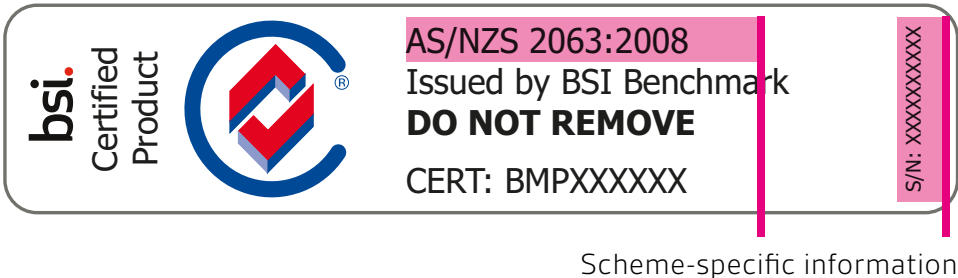 bsi.
Certified
Product
®
AS/NZS 2063:2008
Issued by BSI Benchmark
DO NOT REMOVE
CERT: BMPXXXXXX
S/N: XXXXXXXXXX
Scheme-specific information